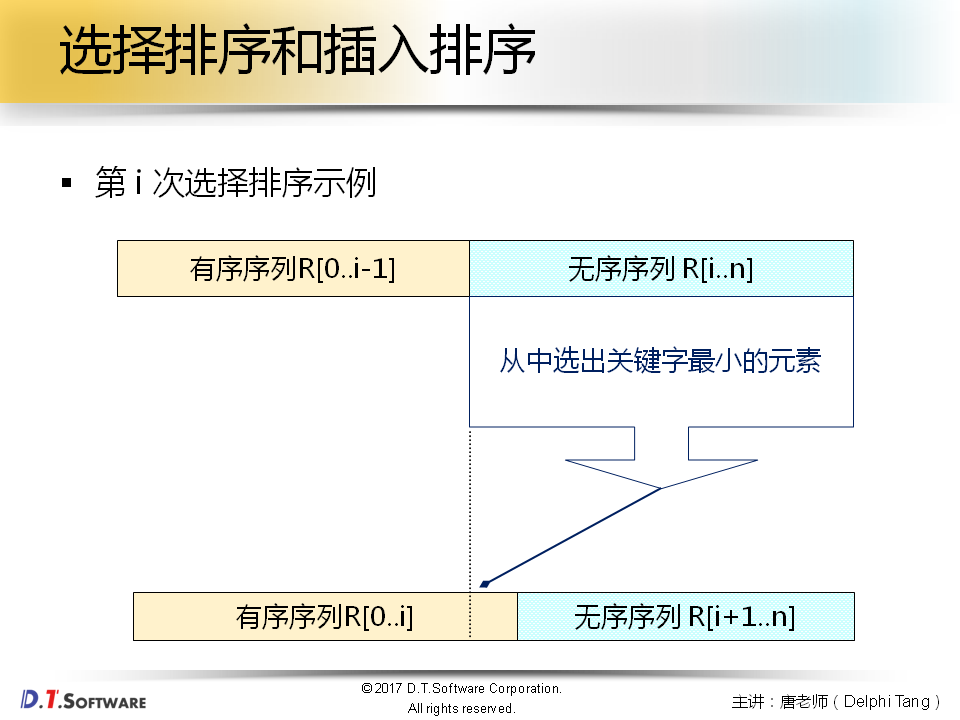 选择排序和插入排序
▪ 第 i 次选择排序示例
有序序列R[0..i-1] 无序序列 R[i..n]
从中选出关键字最小的元素
有序序列R[0..i] 无序序列 R[i+1..n]
D.T.SOFTWARE
©2017 D.T.Software Corporation.
All rights reserved.
主讲：唐老师（Delphi Tang）